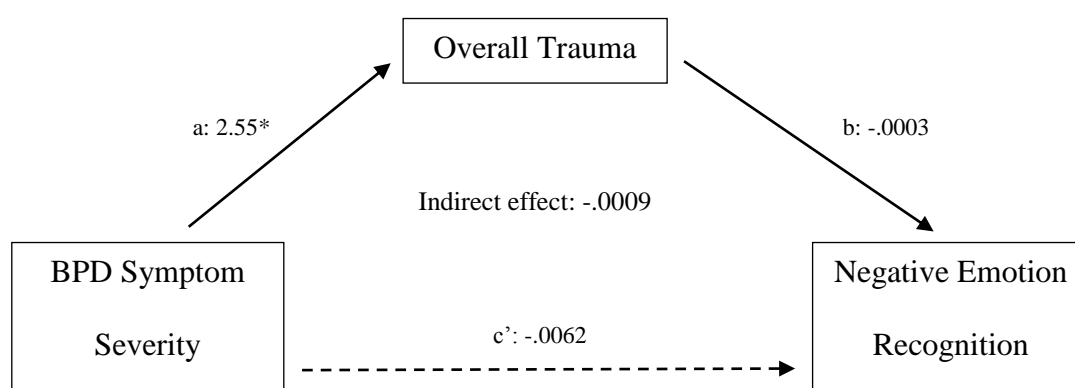 Overall Trauma
a: 2.55*
b: -.0003
Indirect effect: -.0009
BPD Symptom
Severity
Negative Emotion
Recognition
c’: -.0062